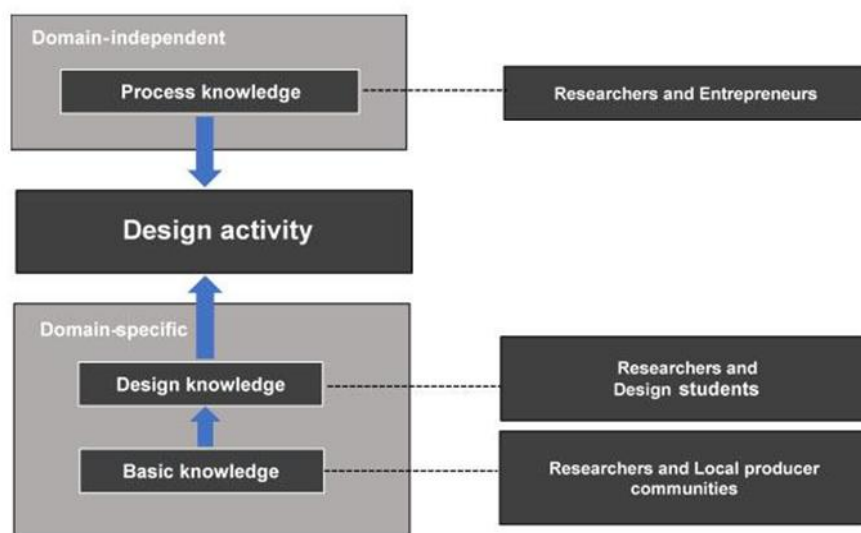 Domain-independent
Process knowledge
Researchers and Entrepreneurs
Design activity
Domain-specific
Design knowledge
Researchers and
Design students
Basic knowledge
Researchers and Local producer
communities